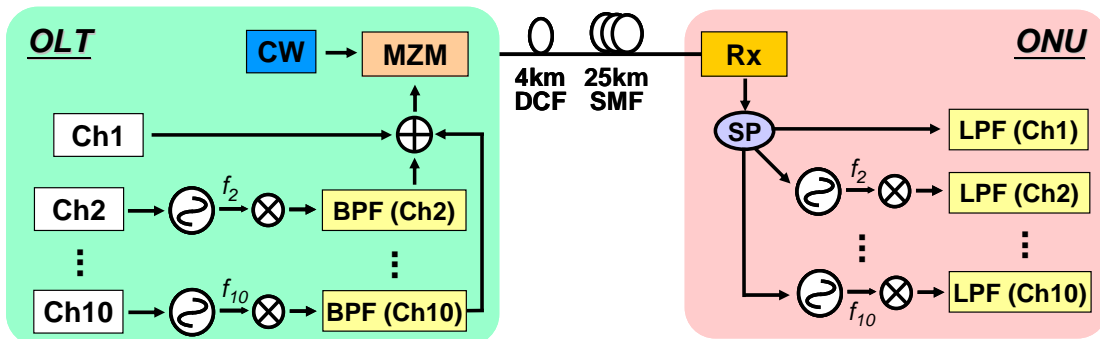 OLT
CW
MZM
4km
DCF
25km
SMF
Rx
ONU
Ch1
SP
LPF (Ch1)
Ch2
f2
BPF (Ch2)
f2
LPF (Ch2)
Ch10
f10
BPF (Ch10)
f10
LPF (Ch10)